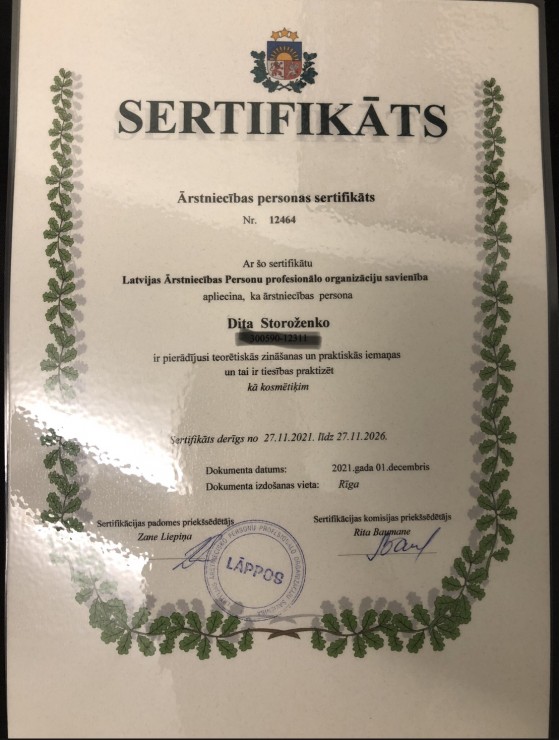 SERTIFIKĀTS
Ārstniecības personas sertifikāts
Nr. 12464
Ar šo sertifikātu
Latvijas Ārstniecības Personu profesionālo organizāciju savienība
apliecina, ka ārstniecības persona
Dita Storoženko
ir pierādījusi teorētiskās zināšanas un praktiskās iemaņas
un tai ir tiesības praktizēt
kā kosmētiķim
Sertifikāts derīgs no 27.11.2021. līdz 27.11.2026.
Dokumenta datums: 2021.gada 01.decembris
Dokumenta izdošanas vieta: Rīga
Sertifikācijas padomes priekšsēdētājs
Zane Liepiņa
Sertifikācijas komisijas priekšsēdētājs
Rita Baumane
LĀPPOS